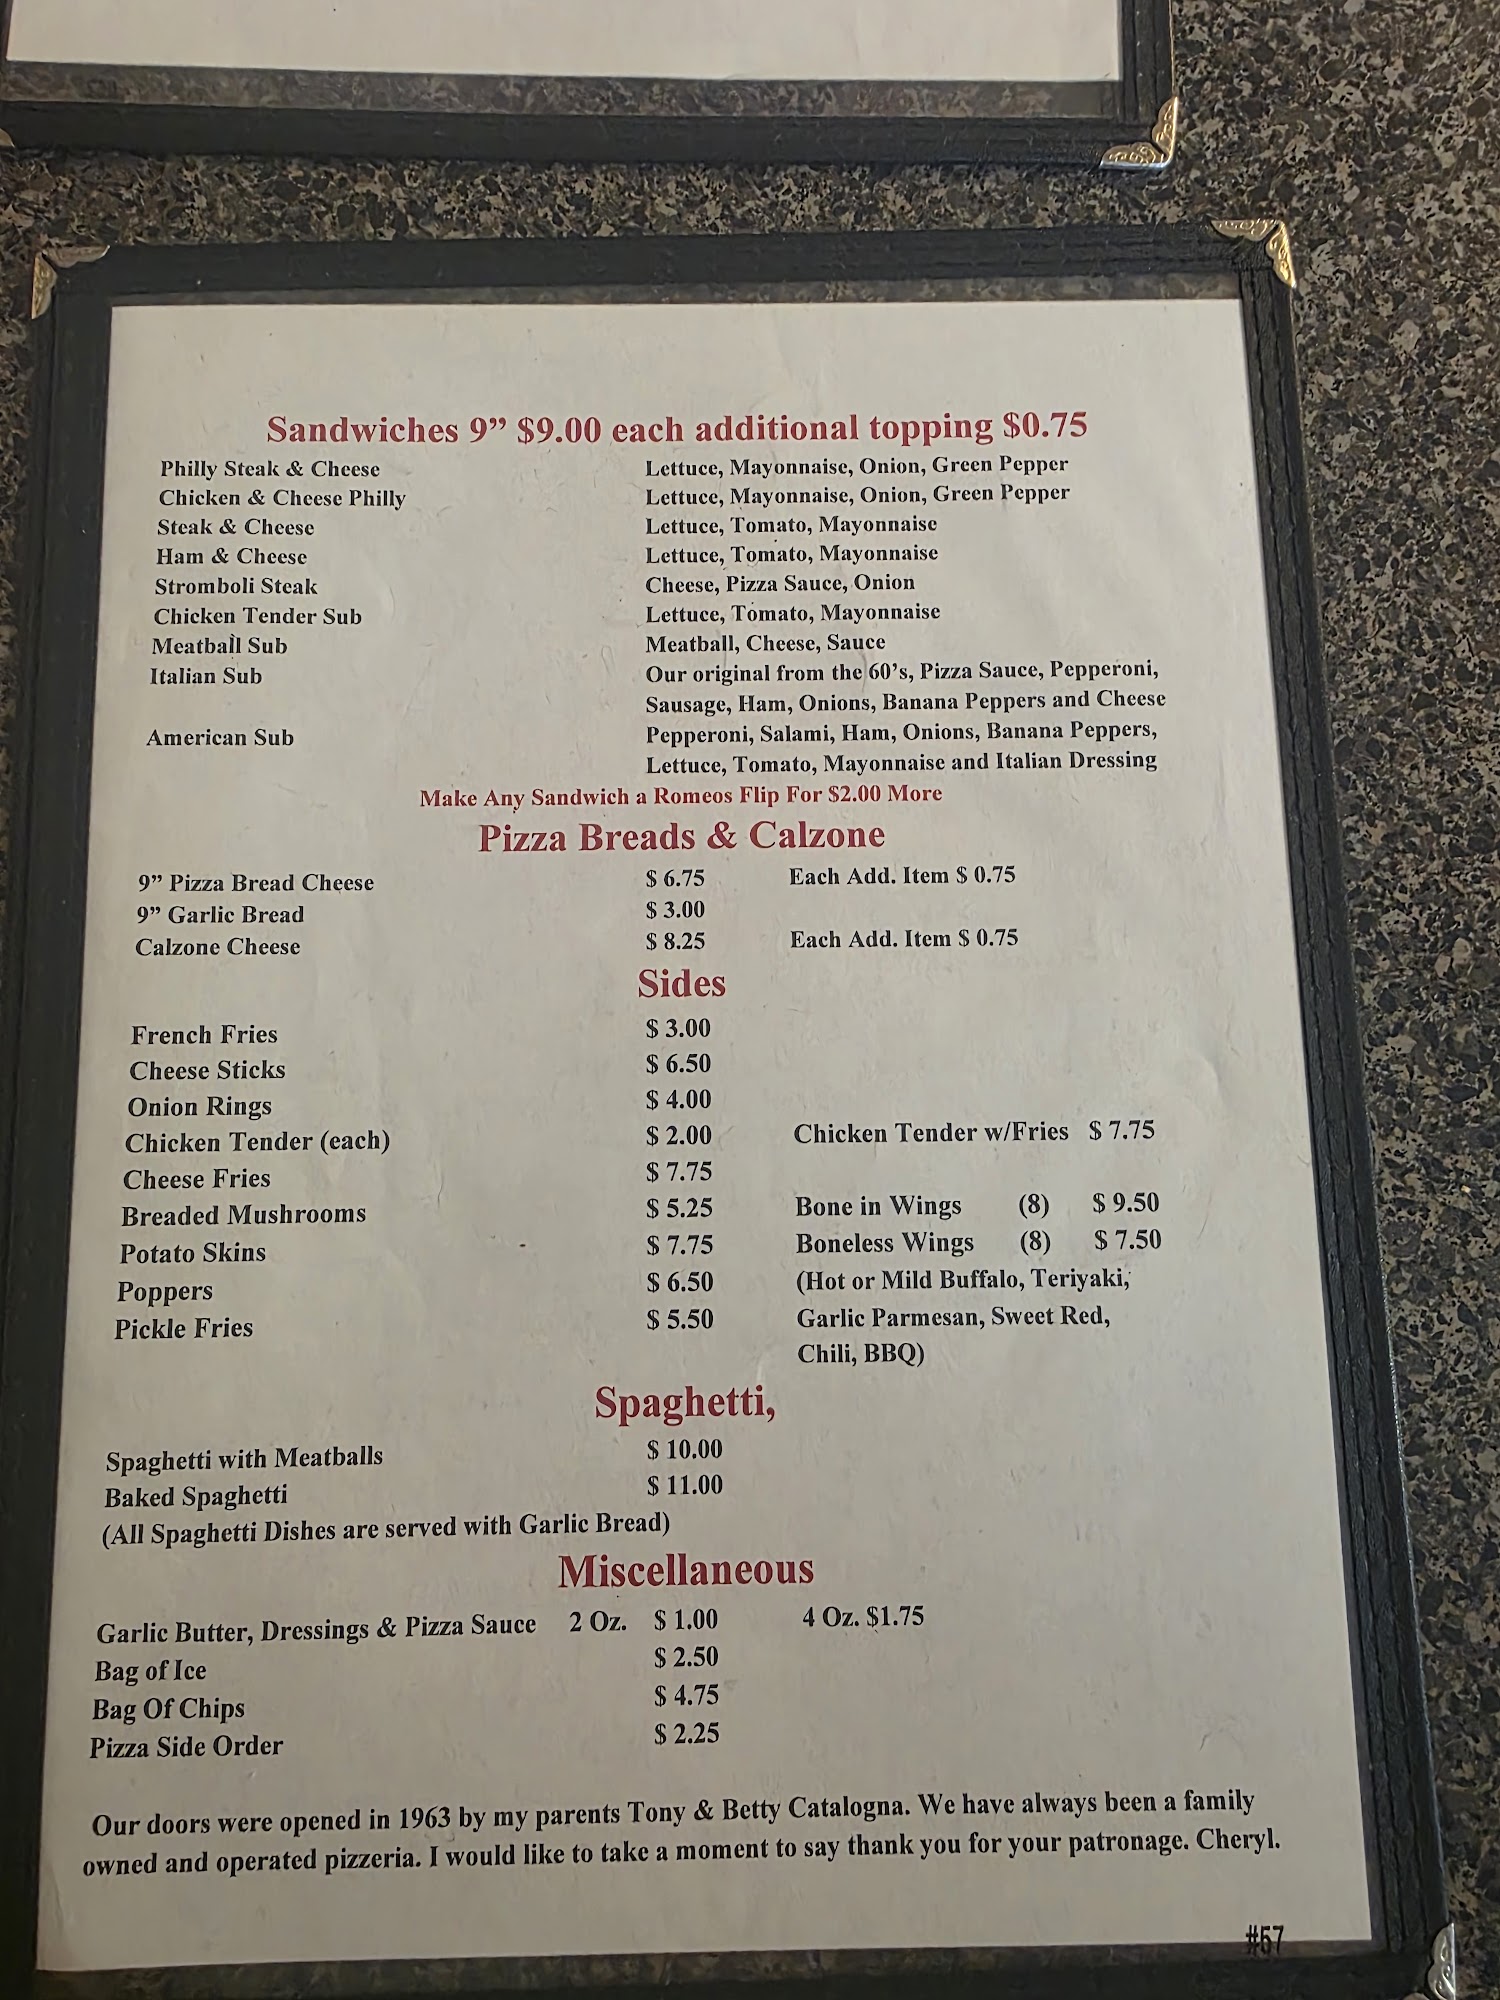 Sandwiches 9” $9.00 each additional topping $0.75
Philly Steak & Cheese Lettuce, Mayonnaise, Onion, Green Pepper
Chicken & Cheese Philly Lettuce, Mayonnaise, Onion, Green Pepper
Steak & Cheese Lettuce, Tomato, Mayonnaise
Ham & Cheese Lettuce, Tomato, Mayonnaise
Stromboli Steak Cheese, Pizza Sauce, Onion
Chicken Tender Sub Lettuce, Tomato, Mayonnaise
Meatball Sub Meatball, Cheese, Sauce
Italian Sub Our original from the 60’s, Pizza Sauce, Pepperoni,
Sausage, Ham, Onions, Banana Peppers and Cheese
American Sub Pepperoni, Salami, Ham, Onions, Banana Peppers,
Lettuce, Tomato, Mayonnaise and Italian Dressing
Make Any Sandwich a Romeos Flip For $2.00 More
Pizza Breads & Calzone
9” Pizza Bread Cheese $ 6.75 Each Add. Item $ 0.75
9” Garlic Bread $ 3.00
Calzone Cheese $ 8.25 Each Add. Item $ 0.75
Sides
French Fries $ 3.00
Cheese Sticks $ 6.50
Onion Rings $ 4.00
Chicken Tender (each) $ 2.00 Chicken Tender w/Fries $ 7.75
Cheese Fries $ 7.75
Breaded Mushrooms $ 5.25 Bone in Wings (8) $ 9.50
Potato Skins $ 7.75 Boneless Wings (8) $ 7.50
Poppers $ 6.50 (Hot or Mild Buffalo, Teriyaki,
Pickle Fries $ 5.50 Garlic Parmesan, Sweet Red,
Chili, BBQ)
Spaghetti,
Spaghetti with Meatballs $ 10.00
Baked Spaghetti $ 11.00
(All Spaghetti Dishes are served with Garlic Bread)
Miscellaneous
Garlic Butter, Dressings & Pizza Sauce 2 Oz. $ 1.00 4 Oz. $1.75
Bag of Ice $ 2.50
Bag Of Chips $ 4.75
Pizza Side Order $ 2.25
Our doors were opened in 1963 by my parents Tony & Betty Catalogna. We have always been a family
owned and operated pizzeria. I would like to take a moment to say thank you for your patronage. Cheryl.
#57